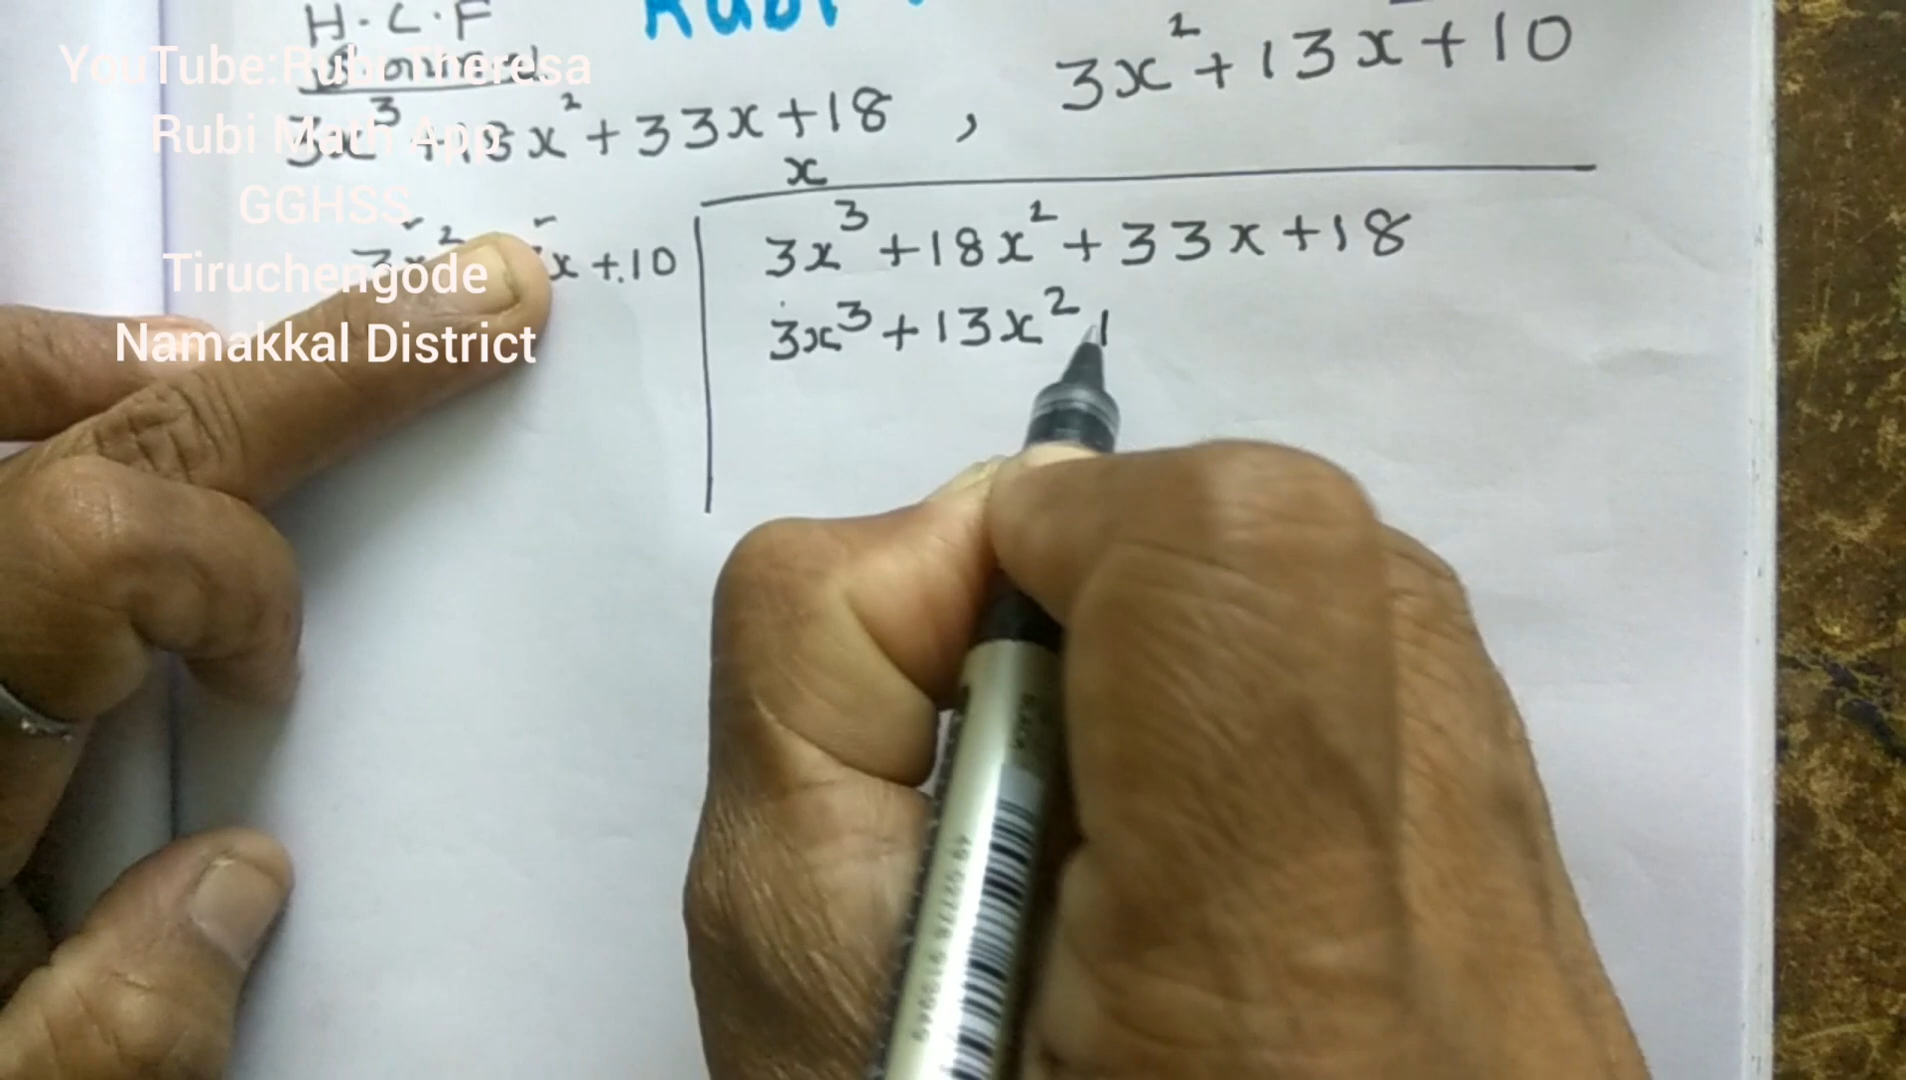 H.C.F
Rubi
YouTube:Rubi Theresa
Rubi Math App
GGHSS
Tiruchengode
Namakkal District
3x³+18x²+33x+18 , 3x²+13x+10
x
x+10 3x³+18x²+33x+18
3x³+13x²